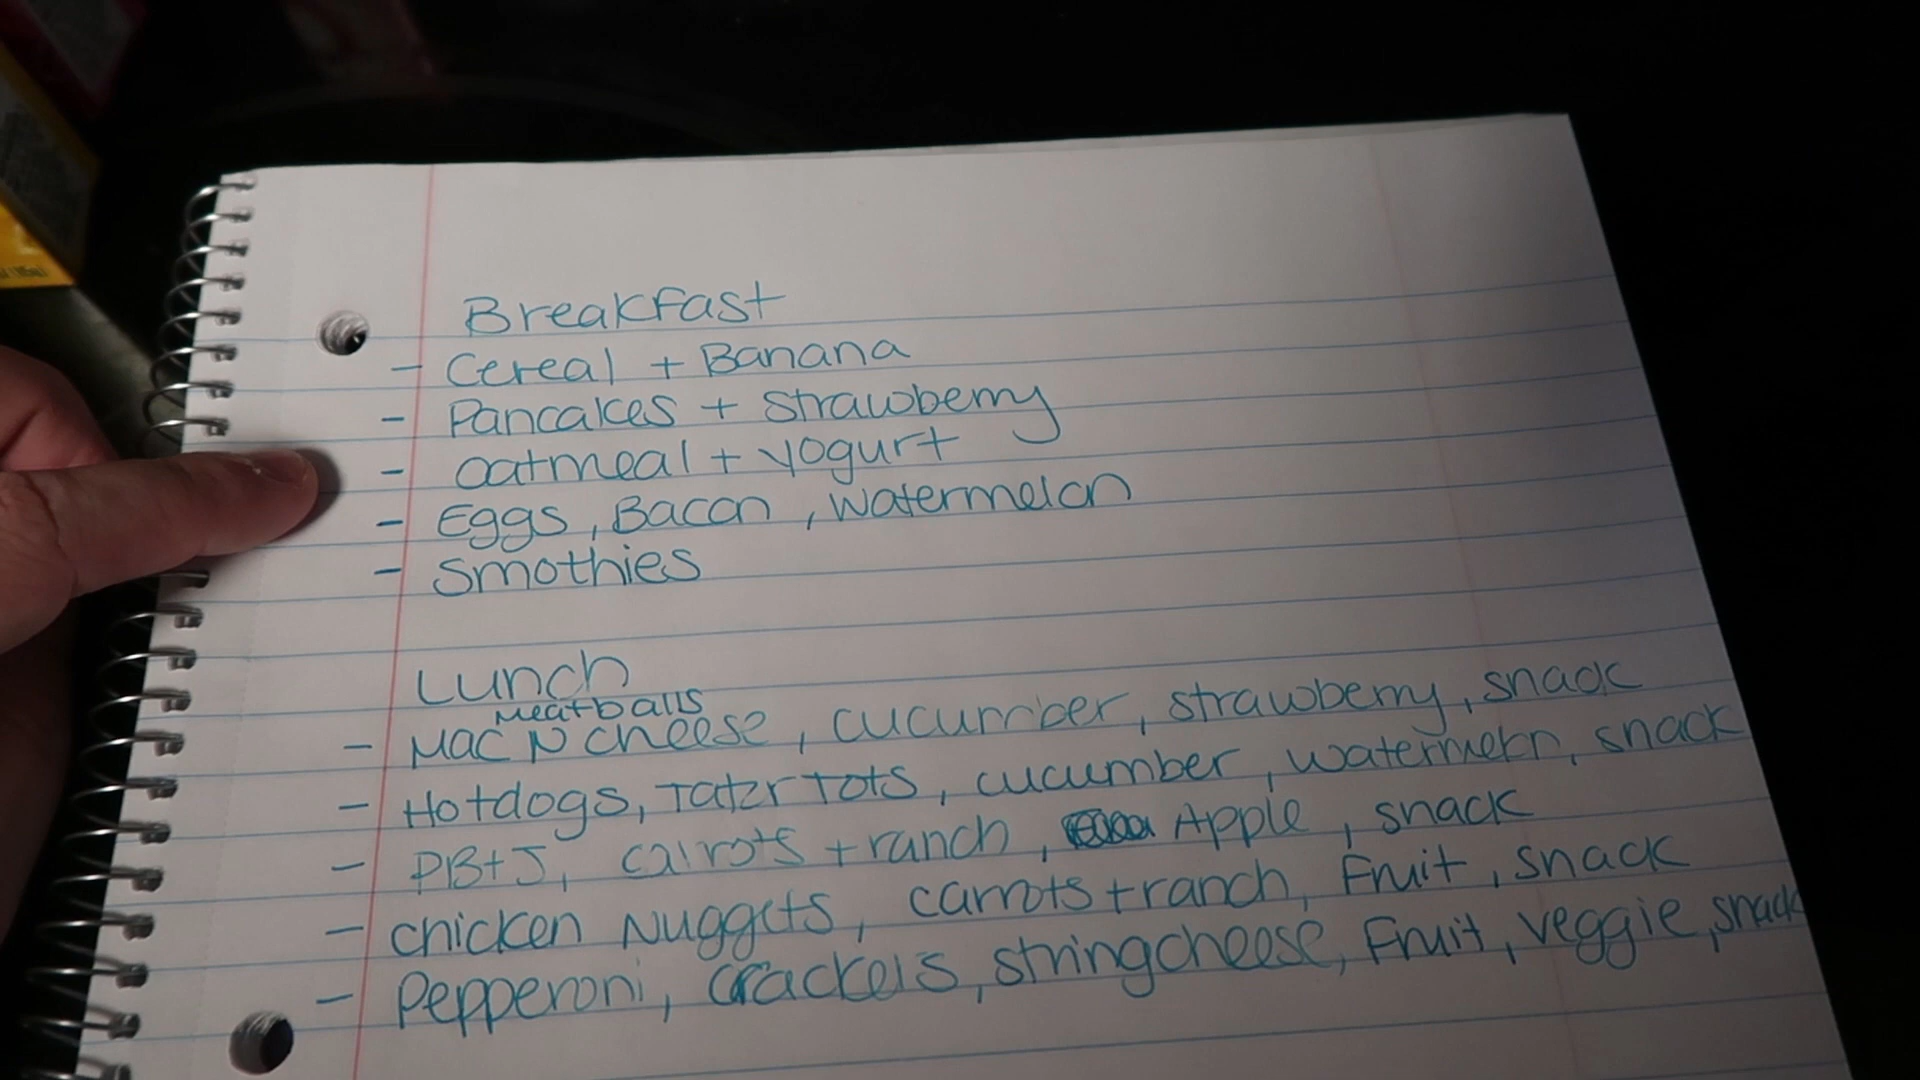 Breakfast
- Cereal + Banana
- Pancakes + strawberry
- oatmeal + yogurt
- Eggs, Bacon, watermelon
- Smothies
Lunch
Meatballs
- Mac N cheese, cucumber, strawberry, snack
- Hotdogs, Tater Tots, cucumber, watermelon, snack
- PB+J, carrots + ranch, Apple, snack
- chicken Nuggets, carrots + ranch, Fruit, snack
- Pepperoni, crackers, stringcheese, Fruit, veggie, snack